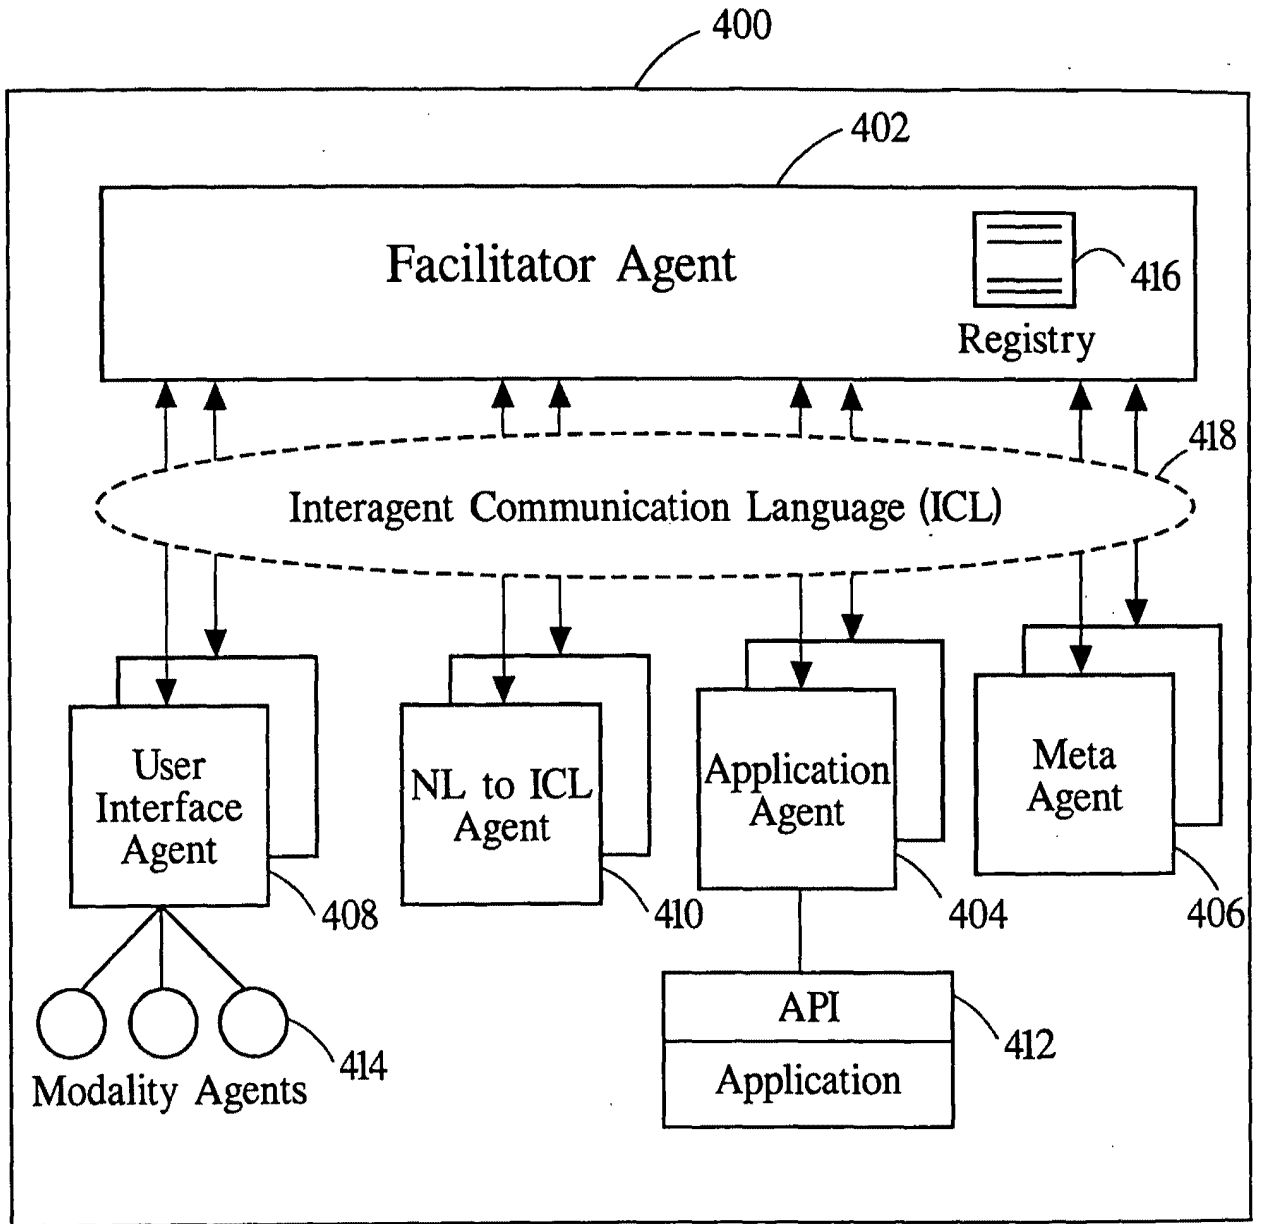 400
402
Facilitator Agent
416
Registry
418
Interagent Communication Language (ICL)
User
Interface
Agent
408
NL to ICL
Agent
410
Application
Agent
404
Meta
Agent
406
414
Modality Agents
API
Application
412